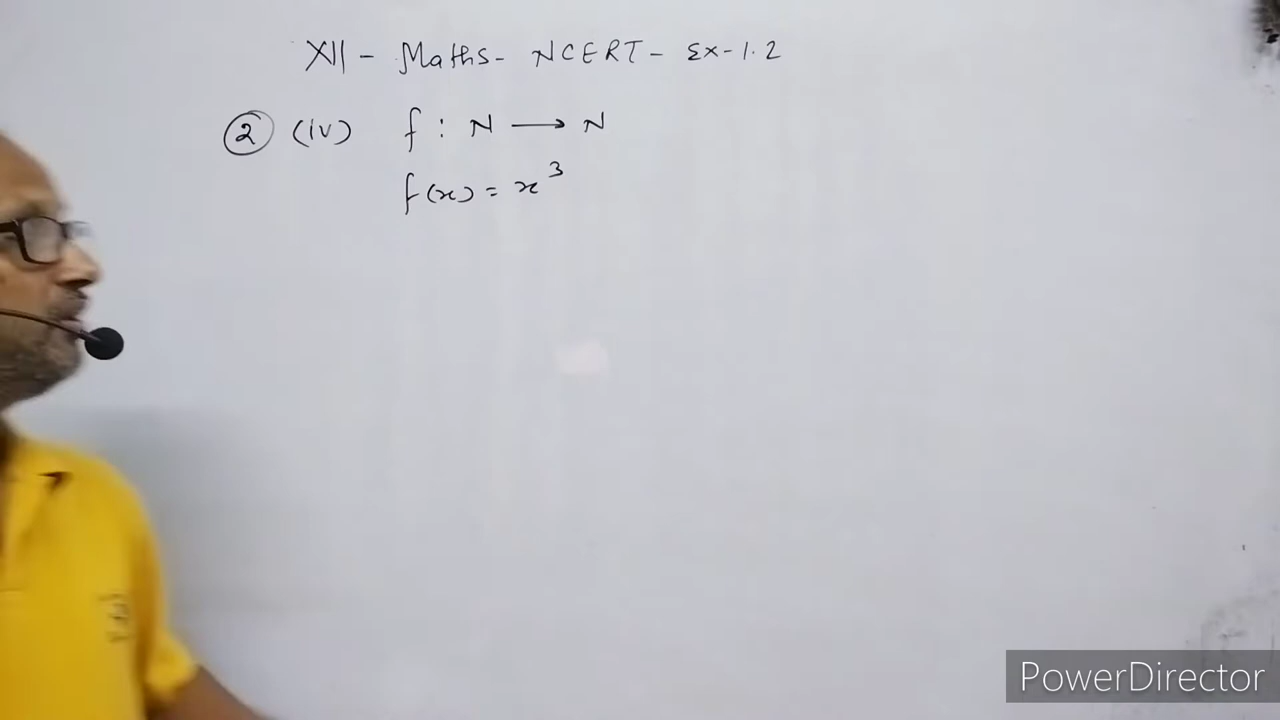 XII - Maths - NCERT - Ex-1.2
② (iv) f : N ⟶ N
f(x) = x³
PowerDirector